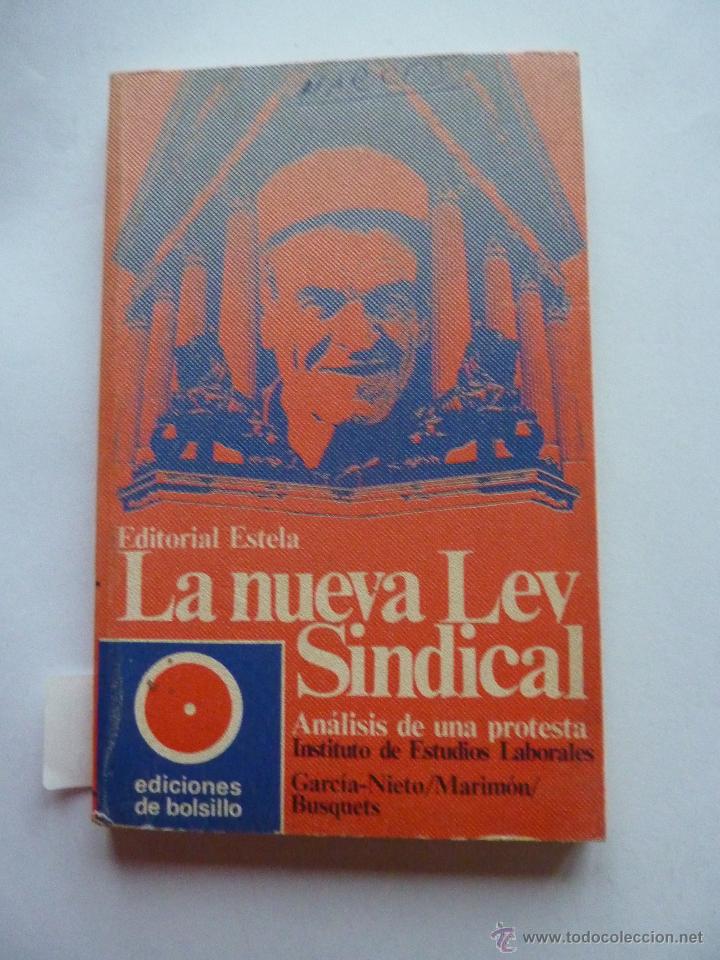 MARCOS
Editorial Estela
La nueva Ley
Sindical
Análisis de una protesta
Instituto de Estudios Laborales
García-Nieto/Marimón/
Busquets
ediciones
de bolsillo
© www.todocoleccion.net